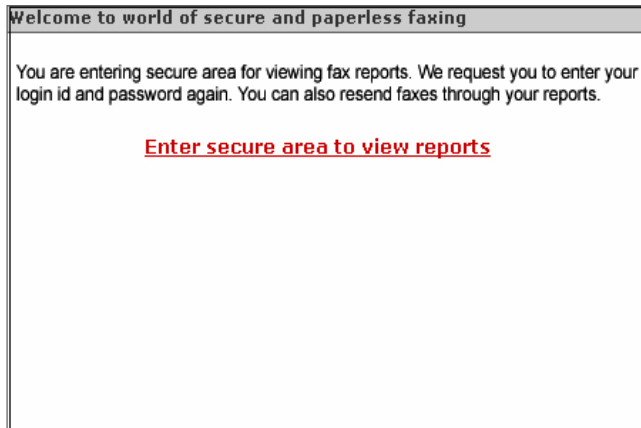 Welcome to world of secure and paperless faxing
You are entering secure area for viewing fax reports. We request you to enter your
login id and password again. You can also resend faxes through your reports.
Enter secure area to view reports